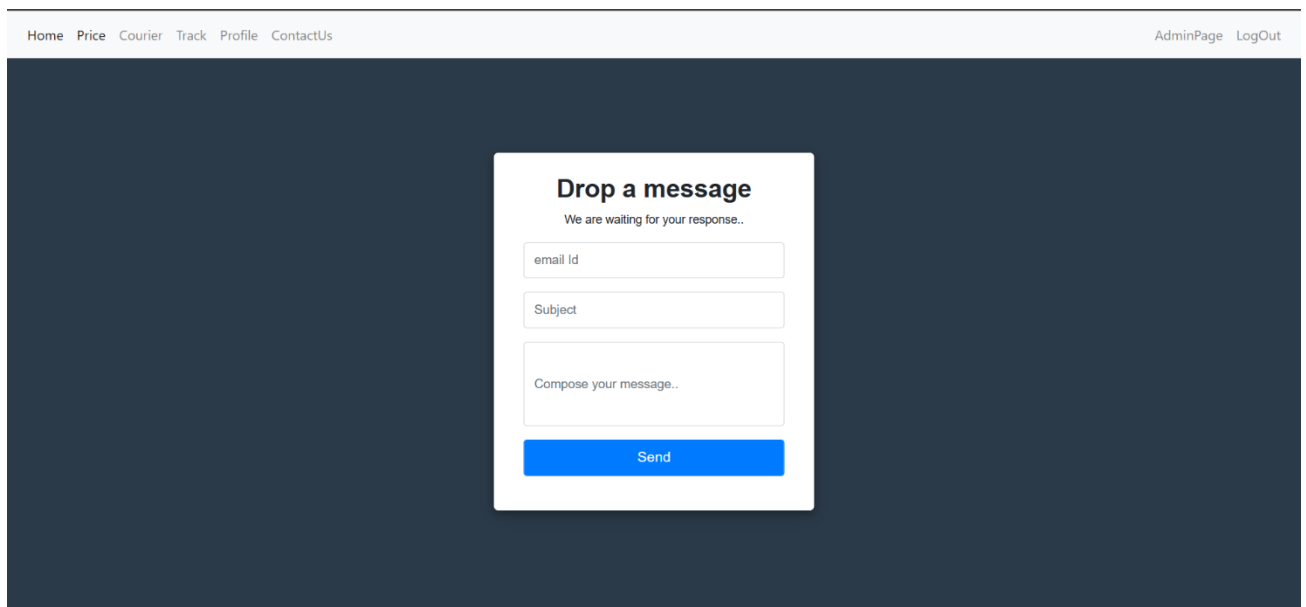 Home Price Courier Track Profile ContactUs AdminPage LogOut
Drop a message
We are waiting for your response..
email Id
Subject
Compose your message..
Send